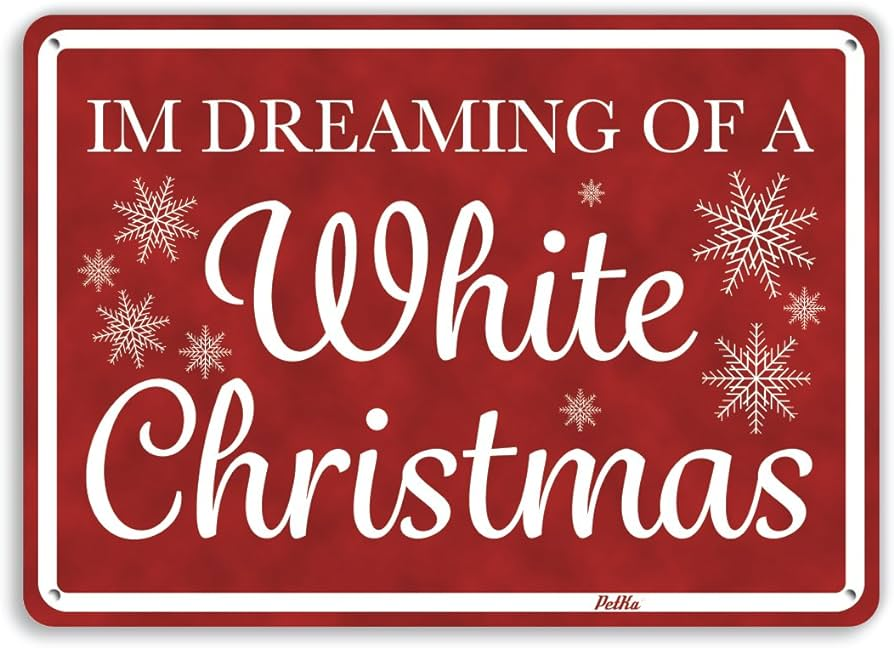 IM DREAMING OF A
White
Christmas
PetKa